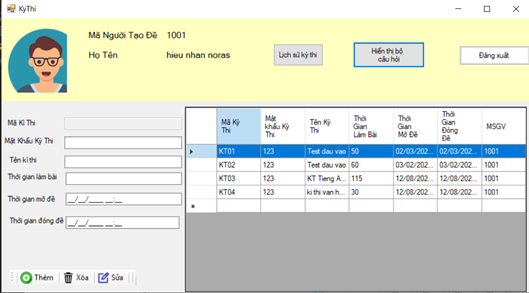 KyThi
Mã Người Tạo Đề 1001
Họ Tên hieu nhan noras
Lịch sử kỳ thi
Hiển thị bộ
câu hỏi
Đăng xuất
Mã Kì Thi
Mật Khẩu Kỳ Thi
Tên kì thi
Thời gian làm bài
Thời gian mở đề __/__/____ __:__
Thời gian đóng đề __/__/____ __:__
Thêm Xóa Sửa
Mã Kỳ
Thi
Mật
khẩu Kỳ
Thi
Tên Kỳ
Thi
Thời
Gian
Làm Bài
Thời
Gian
Mở Đề
Thời
Gian
Đóng
Đề
MSGV
KT01 123 Test dau vao 50 02/03/202... 02/03/202... 1001
KT02 123 Test dau vao 60 03/02/202... 03/02/202... 1001
KT03 123 KT Tieng A... 115 12/08/202... 12/08/202... 1001
KT04 123 ki thi van h... 30 12/08/202... 12/08/202... 1001